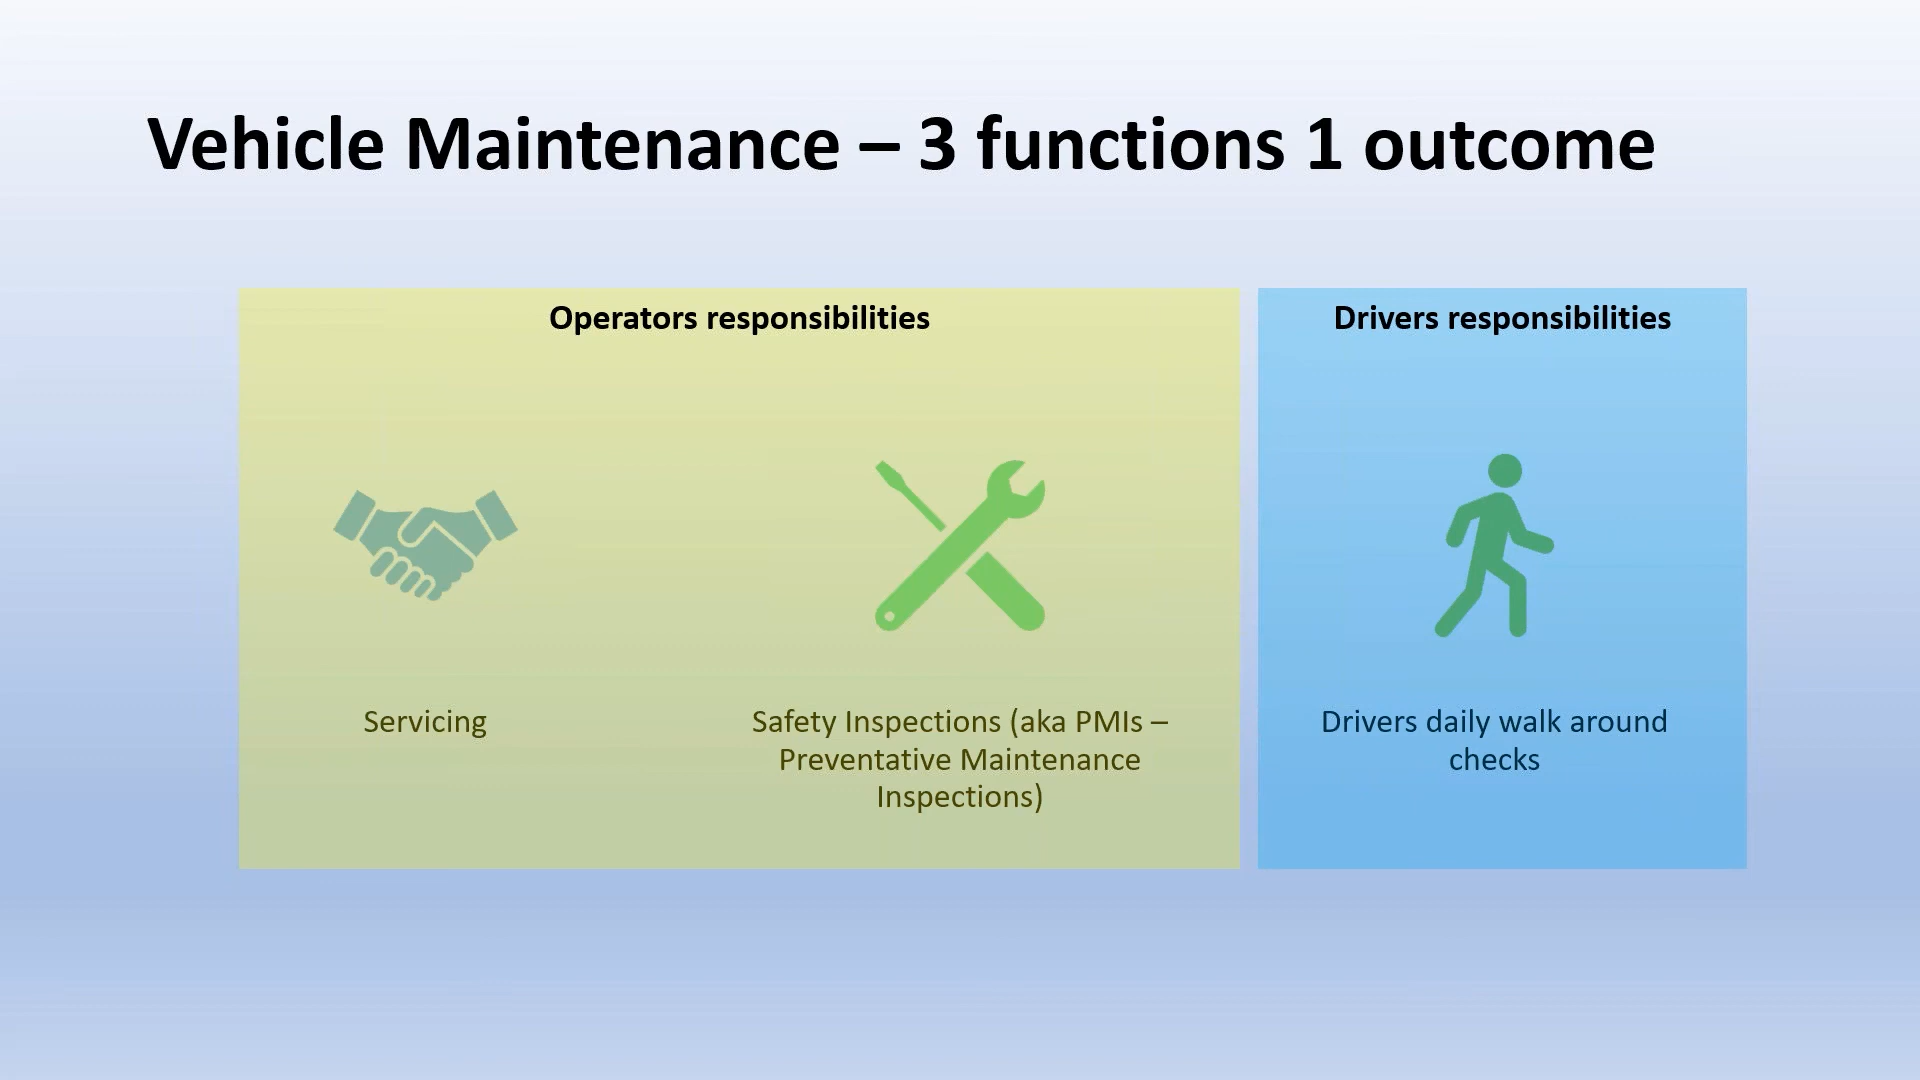 Vehicle Maintenance – 3 functions 1 outcome
Operators responsibilities
Servicing
Safety Inspections (aka PMIs –
Preventative Maintenance
Inspections)
Drivers responsibilities
Drivers daily walk around
checks